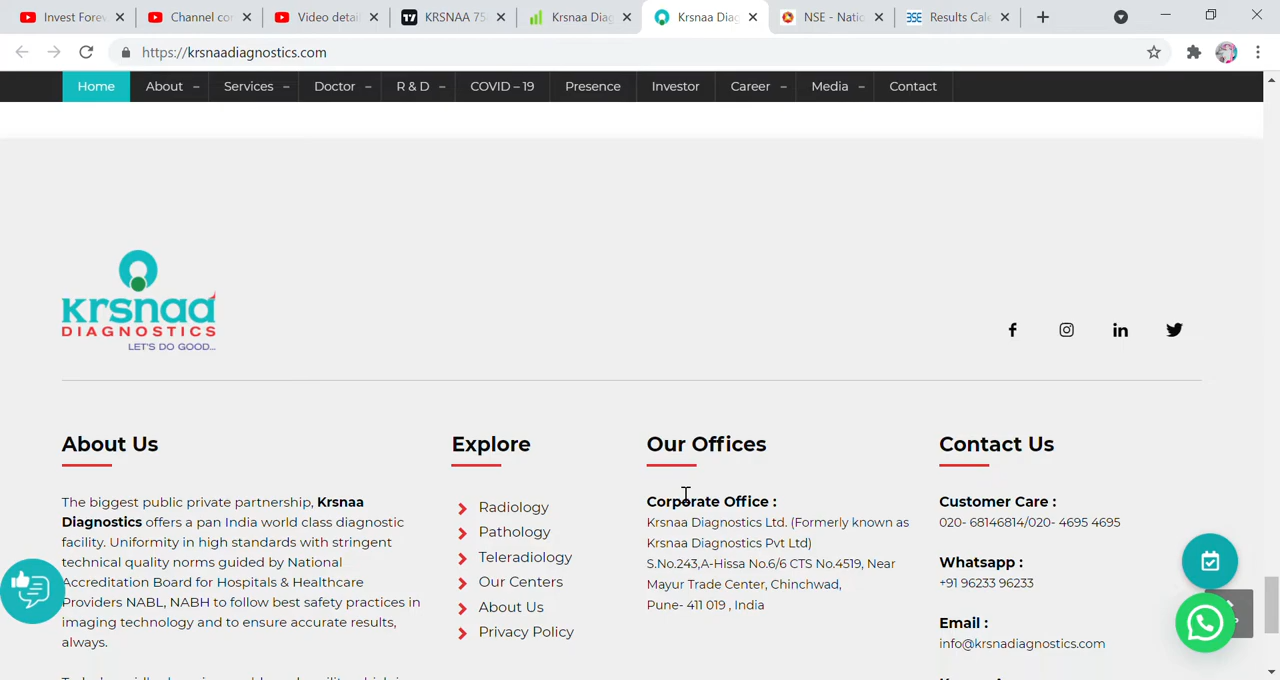 Invest Forev
Channel co
Video detai
KRSNAA 75
Krsnaa Diag
Krsnaa Diag
NSE - Natio
BSE
Results Cal
https://krsnaadiagnostics.com
Home
About –
Services –
Doctor –
R & D –
COVID – 19
Presence
Investor
Career –
Media –
Contact
krsnaa
DIAGNOSTICS
LET'S DO GOOD...
About Us
The biggest public private partnership, Krsnaa
Diagnostics offers a pan India world class diagnostic
facility. Uniformity in high standards with stringent
technical quality norms guided by National
Accreditation Board for Hospitals & Healthcare
Providers NABL, NABH to follow best safety practices in
imaging technology and to ensure accurate results,
always.
Explore
Radiology
Pathology
Teleradiology
Our Centers
About Us
Privacy Policy
Our Offices
Corporate Office :
Krsnaa Diagnostics Ltd. (Formerly known as
Krsnaa Diagnostics Pvt Ltd)
S.No.243,A-Hissa No.6/6 CTS No.4519, Near
Mayur Trade Center, Chinchwad,
Pune- 411 019 , India
Contact Us
Customer Care :
020- 68146814/020- 4695 4695
Whatsapp :
+91 96233 96233
Email :
info@krsnadiagnostics.com